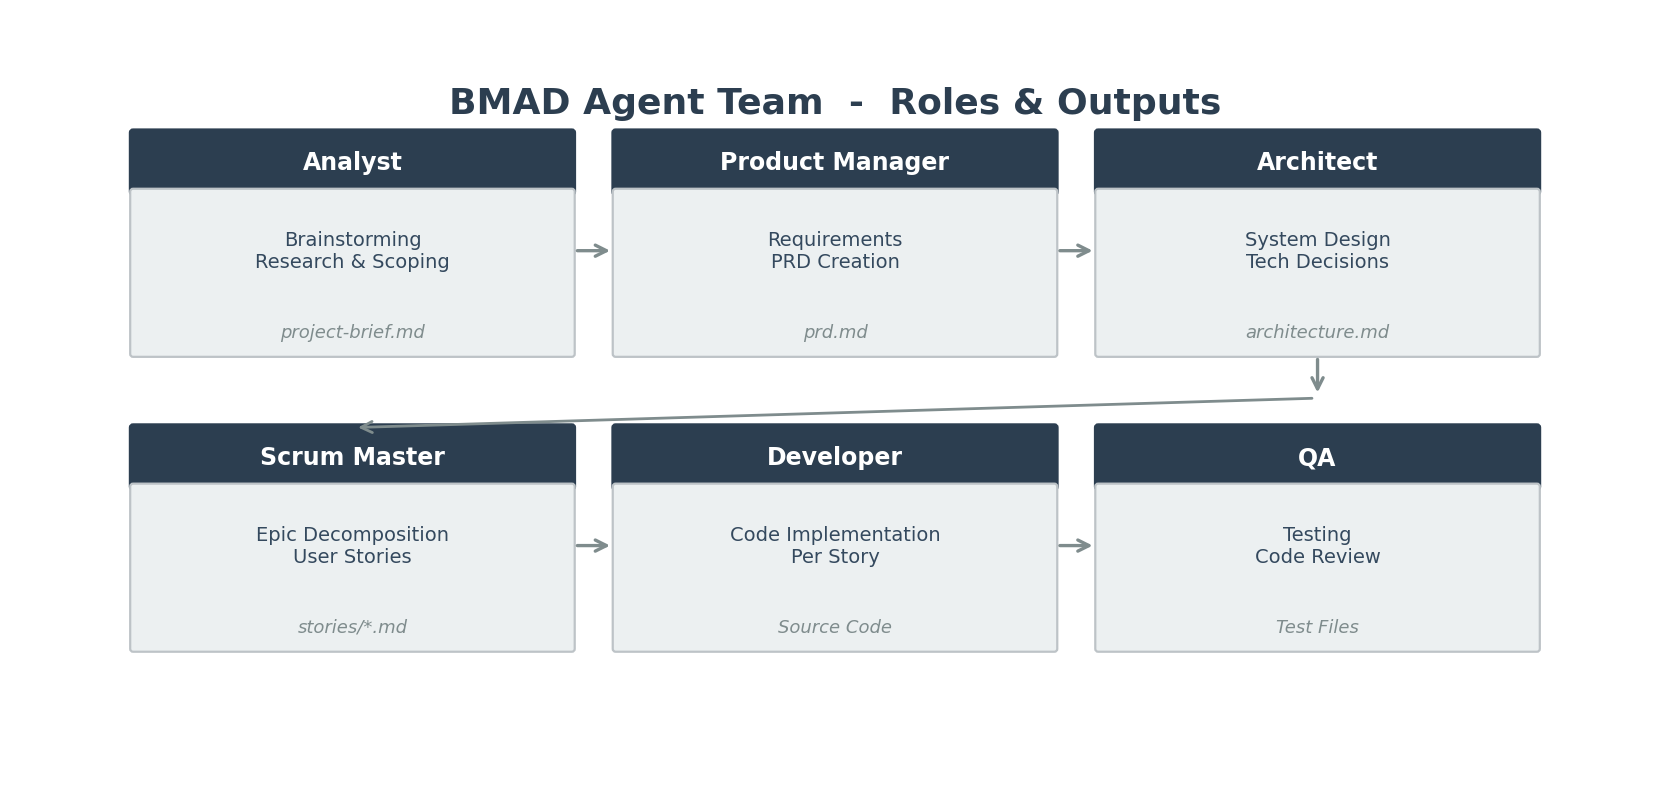 BMAD Agent Team  -  Roles & Outputs
Analyst
Brainstorming
Research & Scoping
project-brief.md
Product Manager
Requirements
PRD Creation
prd.md
Architect
System Design
Tech Decisions
architecture.md
Scrum Master
Epic Decomposition
User Stories
stories/*.md
Developer
Code Implementation
Per Story
Source Code
QA
Testing
Code Review
Test Files